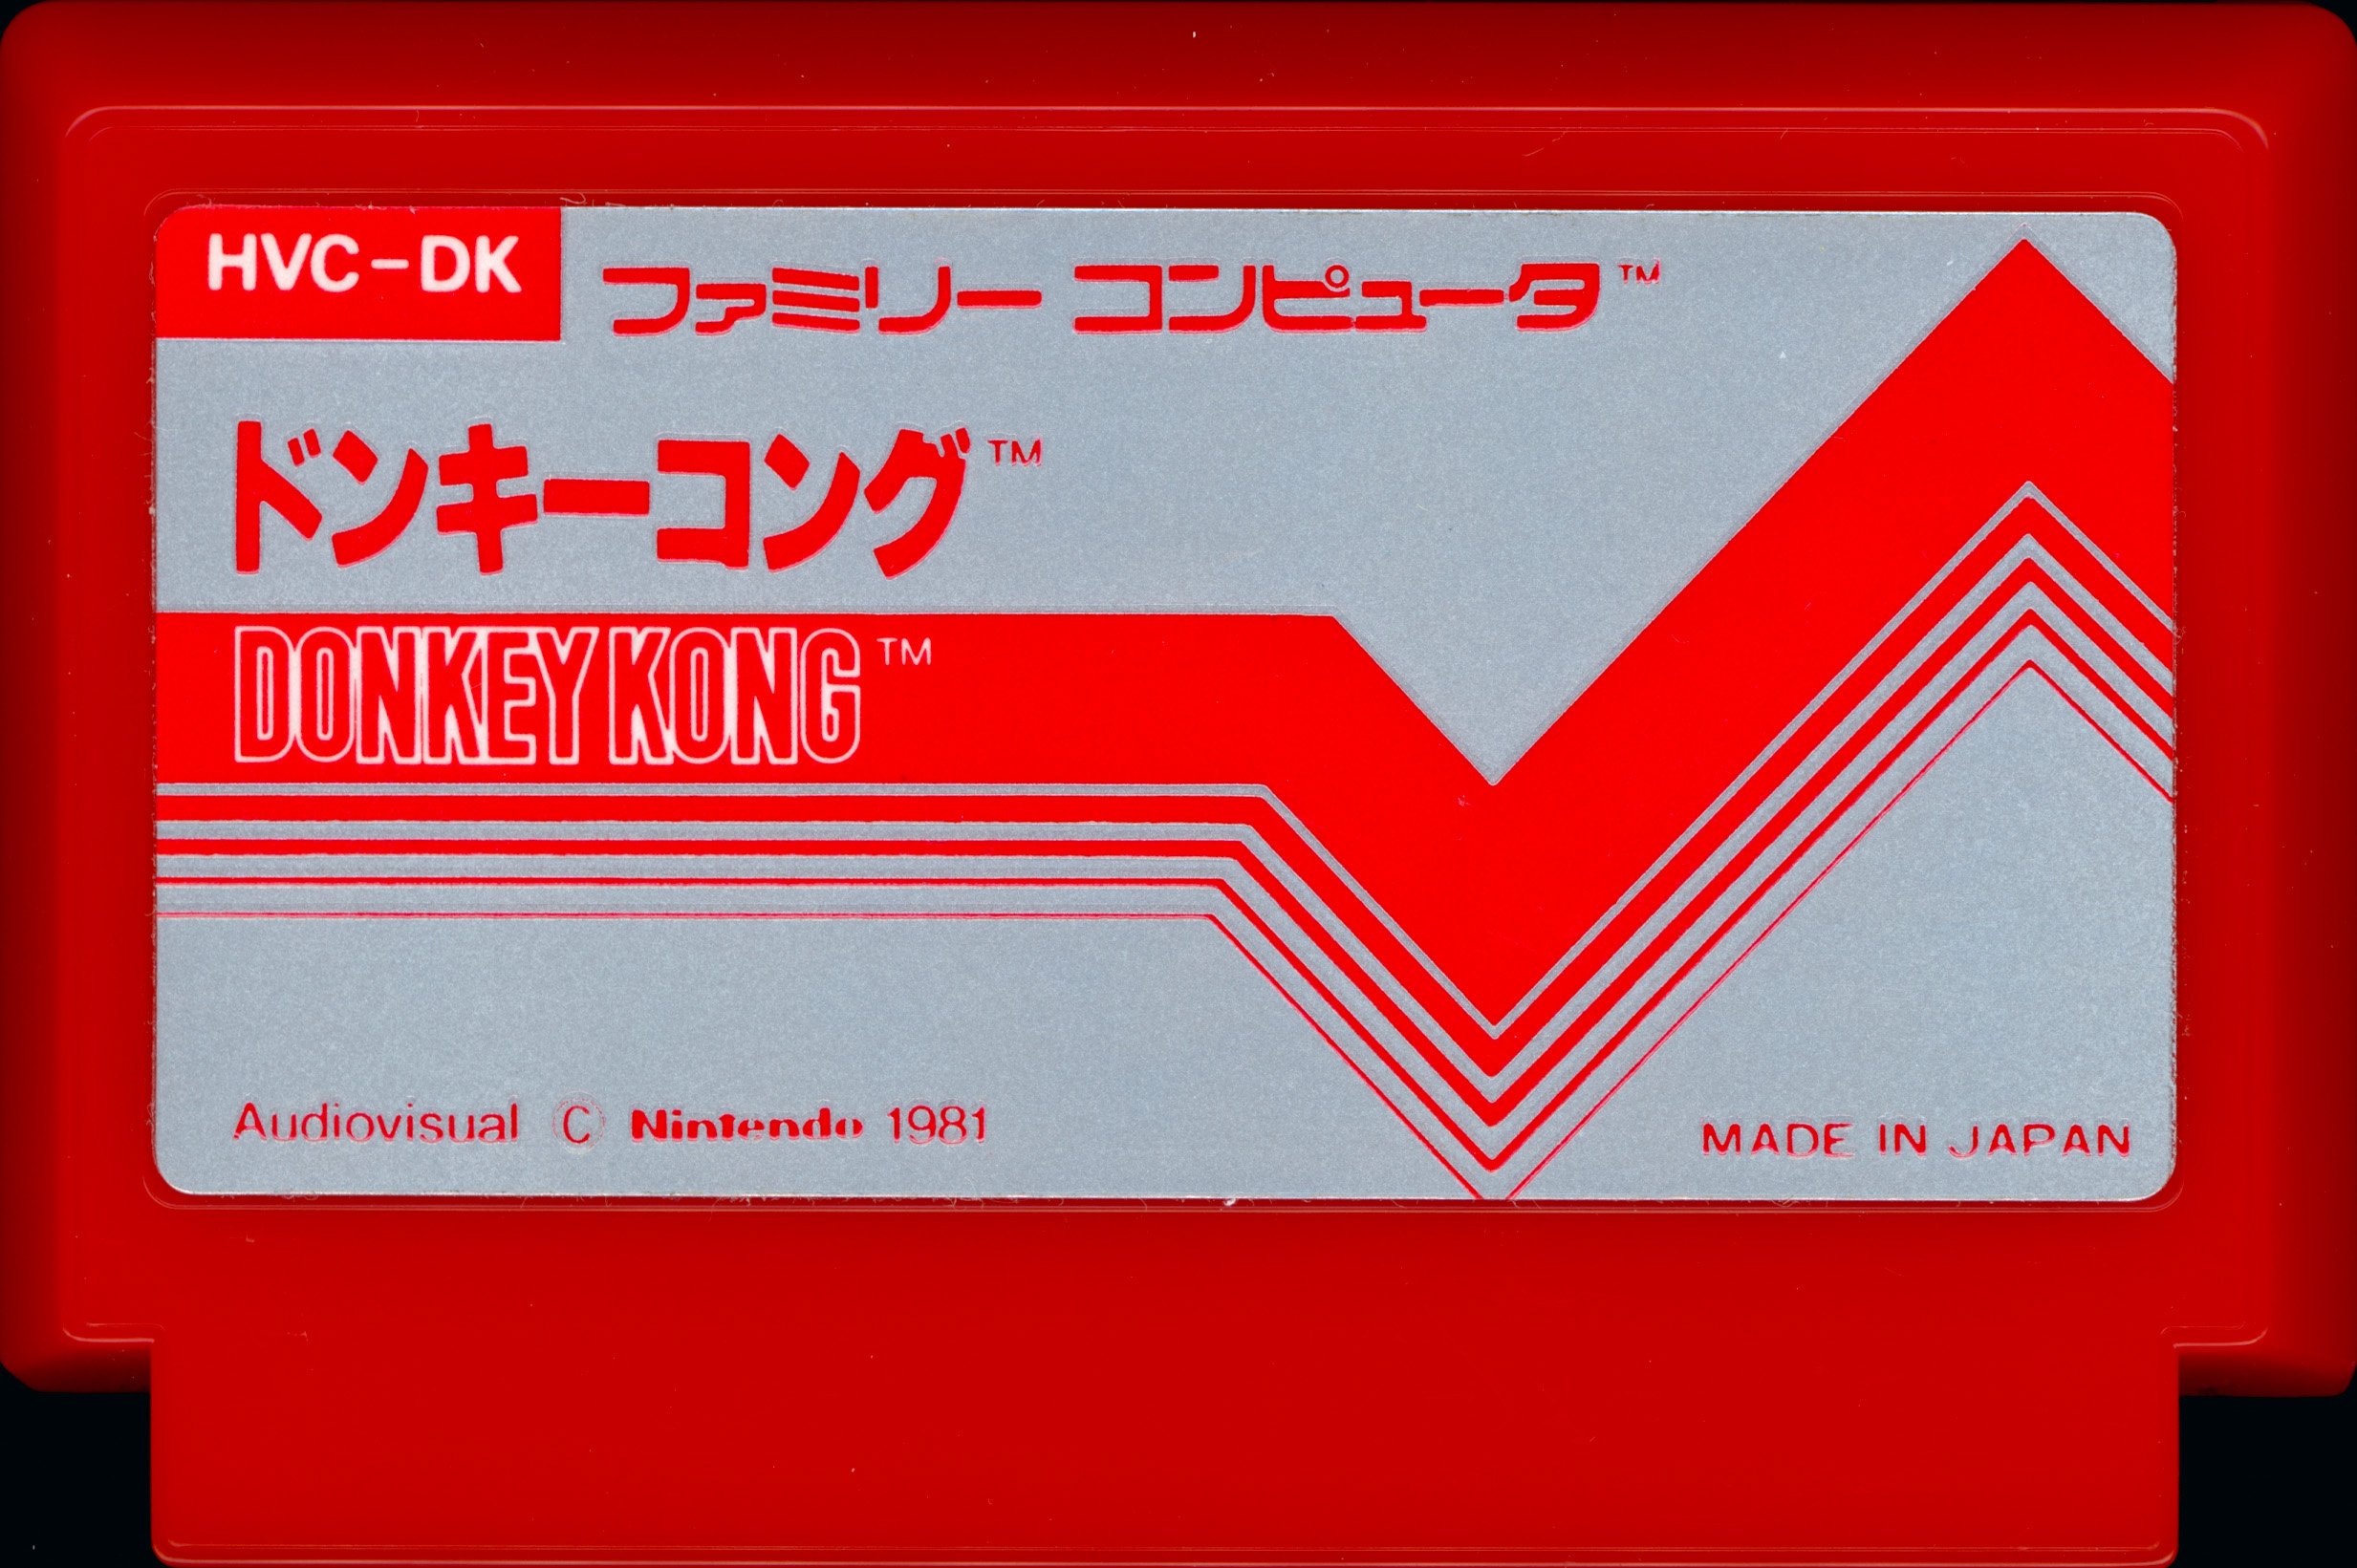 HVC-DK
ファミリー コンピュータ™
ドンキーコング™
DONKEY KONG™
Audiovisual © Nintendo 1981
MADE IN JAPAN